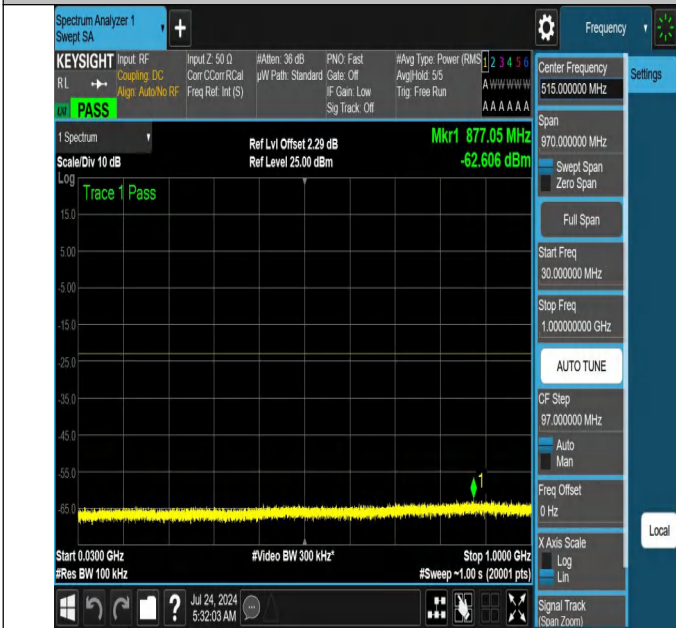 Spectrum Analyzer 1
Swept SA
+
Frequency
KEYSIGHT
RL
PASS
Input: RF
Coupling: DC
Align: Auto/No RF
Input Z: 50 Ω
Corr CCorr RCal
Freq Ref: Int (S)
#Atten: 36 dB
µW Path: Standard
PNO: Fast
Gate: Off
IF Gain: Low
Sig Track: Off
#Avg Type: Power (RMS
Avg|Hold: 5/5
Trig: Free Run
1 2 3 4 5 6
A W W W W W
A A A A A A
1 Spectrum
Scale/Div 10 dB
Log
Ref Lvl Offset 2.29 dB
Ref Level 25.00 dBm
Mkr1 877.05 MHz
-62.606 dBm
Trace 1 Pass
15.0
5.00
-5.00
-15.0
-25.0
-35.0
-45.0
-55.0
-65.0
1
Start 0.0300 GHz
#Res BW 100 kHz
#Video BW 300 kHz*
Stop 1.0000 GHz
#Sweep ~1.00 s (20001 pts)
?
Jul 24, 2024
5:32:03 AM
Center Frequency
515.000000 MHz
Span
970.000000 MHz
Swept Span
Zero Span
Full Span
Start Freq
30.000000 MHz
Stop Freq
1.000000000 GHz
AUTO TUNE
CF Step
97.000000 MHz
Auto
Man
Freq Offset
0 Hz
X Axis Scale
Log
Lin
Signal Track
(Span Zoom)
Settings
Local